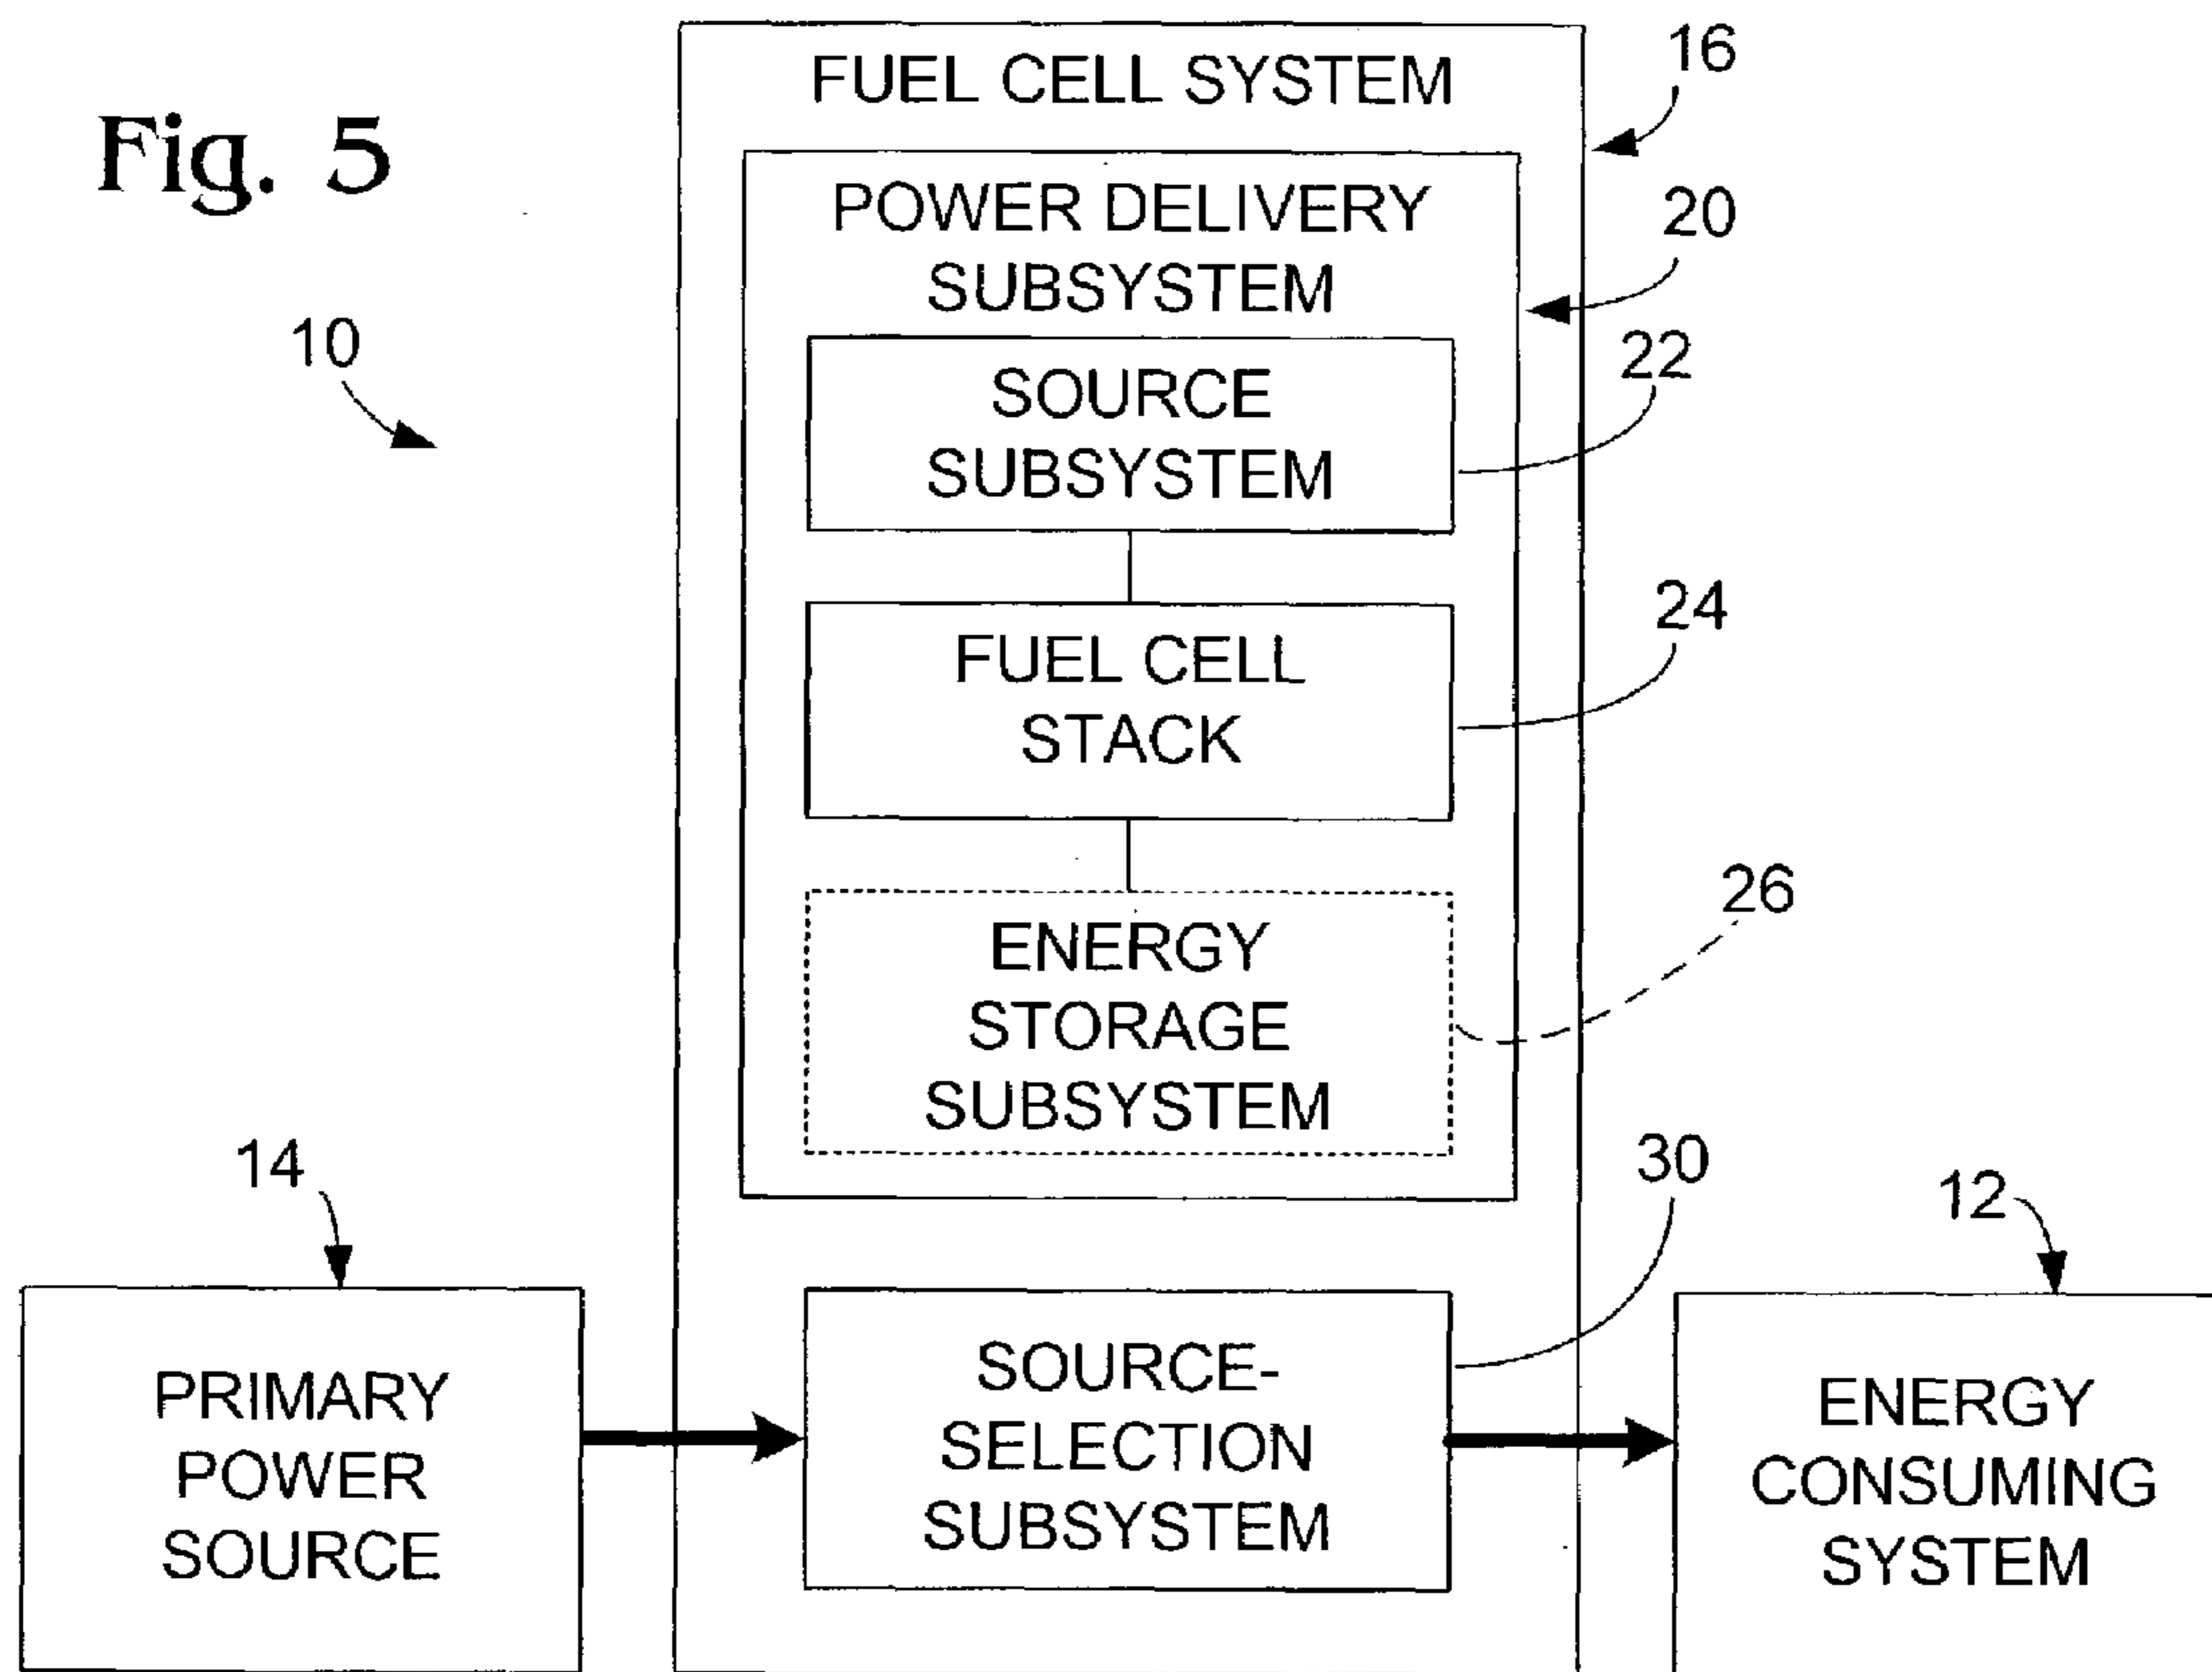 Fig. 5
FUEL CELL SYSTEM
16
POWER DELIVERY
SUBSYSTEM
20
10
SOURCE
SUBSYSTEM
22
FUEL CELL
STACK
24
ENERGY
STORAGE
SUBSYSTEM
26
14
PRIMARY
POWER
SOURCE
SOURCE-
SELECTION
SUBSYSTEM
30
12
ENERGY
CONSUMING
SYSTEM